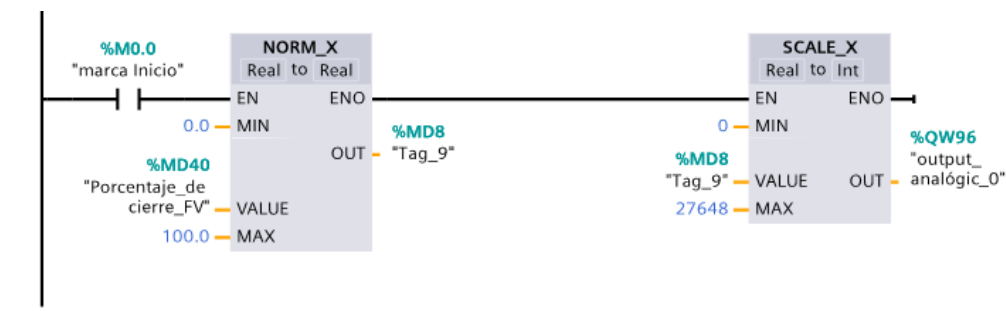 %M0.0
"marca Inicio"
NORM_X
Real to Real
EN ENO
0.0 MIN
OUT
%MD8
"Tag_9"
%MD40
"Porcentaje_de
cierre_FV" VALUE
100.0 MAX
SCALE_X
Real to Int
EN ENO
0 MIN
%MD8
"Tag_9" VALUE
OUT
%QW96
"output_
analógic_0"
27648 MAX